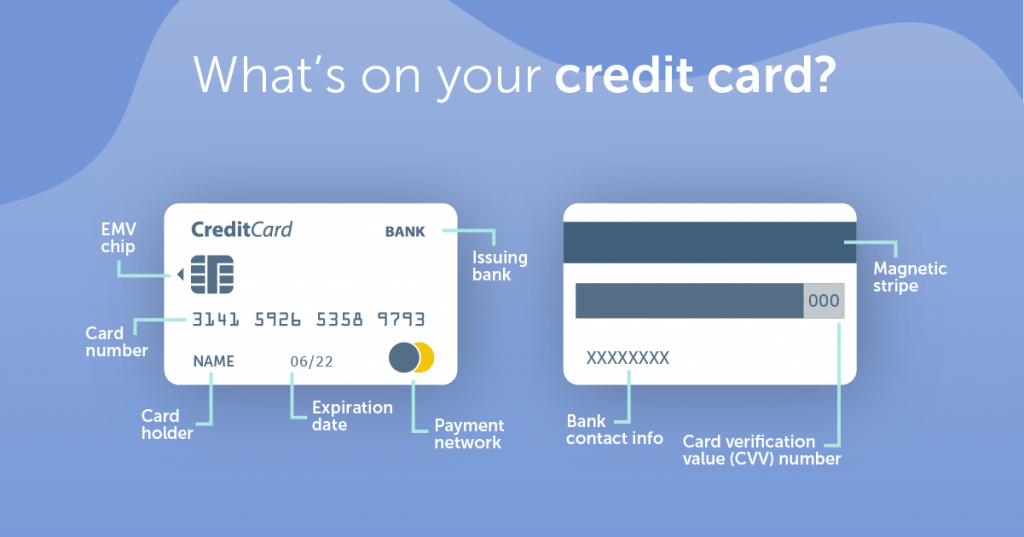 What's on your credit card?
EMV
chip
CreditCard
BANK
Issuing
bank
3141 5926 5358 9793
Card
number
NAME
06/22
Card
holder
Expiration
date
Payment
network
000
Magnetic
stripe
XXXXXXXX
Bank
contact info
Card verification
value (CVV) number